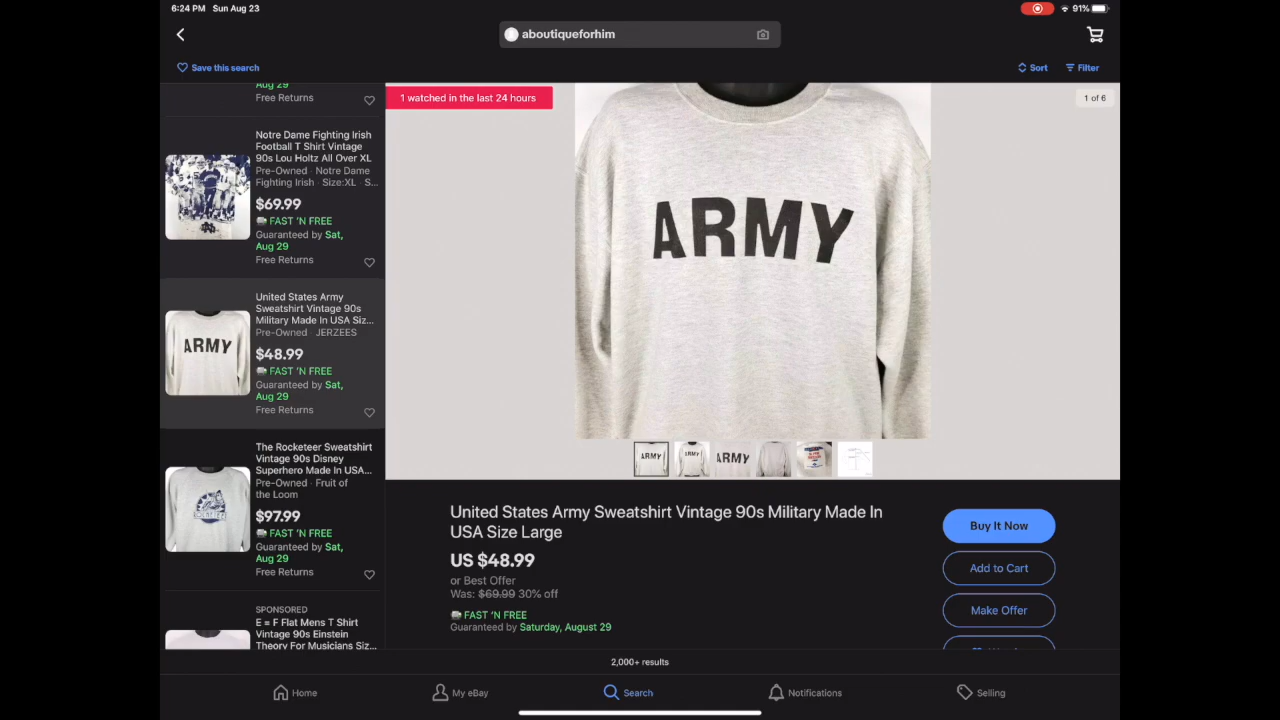 6:24 PM Sun Aug 23
91%
aboutiqueforhim
Save this search
Sort
Filter
Aug 29
Free Returns
Notre Dame Fighting Irish
Football T Shirt Vintage
90s Lou Holtz All Over XL
Pre-Owned · Notre Dame
Fighting Irish · Size:XL · S...
$69.99
FAST 'N FREE
Guaranteed by Sat,
Aug 29
Free Returns
ARMY
United States Army
Sweatshirt Vintage 90s
Military Made In USA Siz...
Pre-Owned · JERZEES
$48.99
FAST 'N FREE
Guaranteed by Sat,
Aug 29
Free Returns
The Rocketeer Sweatshirt
Vintage 90s Disney
Superhero Made In USA...
Pre-Owned · Fruit of
the Loom
$97.99
FAST 'N FREE
Guaranteed by Sat,
Aug 29
Free Returns
SPONSORED
E = F Flat Mens T Shirt
Vintage 90s Einstein
Theory For Musicians Siz...
1 watched in the last 24 hours
1 of 6
ARMY
ARMY
ARMY
ARMY
United States Army Sweatshirt Vintage 90s Military Made In
USA Size Large
US $48.99
or Best Offer
Was: $69.99 30% off
FAST 'N FREE
Guaranteed by Saturday, August 29
Buy It Now
Add to Cart
Make Offer
2,000+ results
Home
My eBay
Search
Notifications
Selling